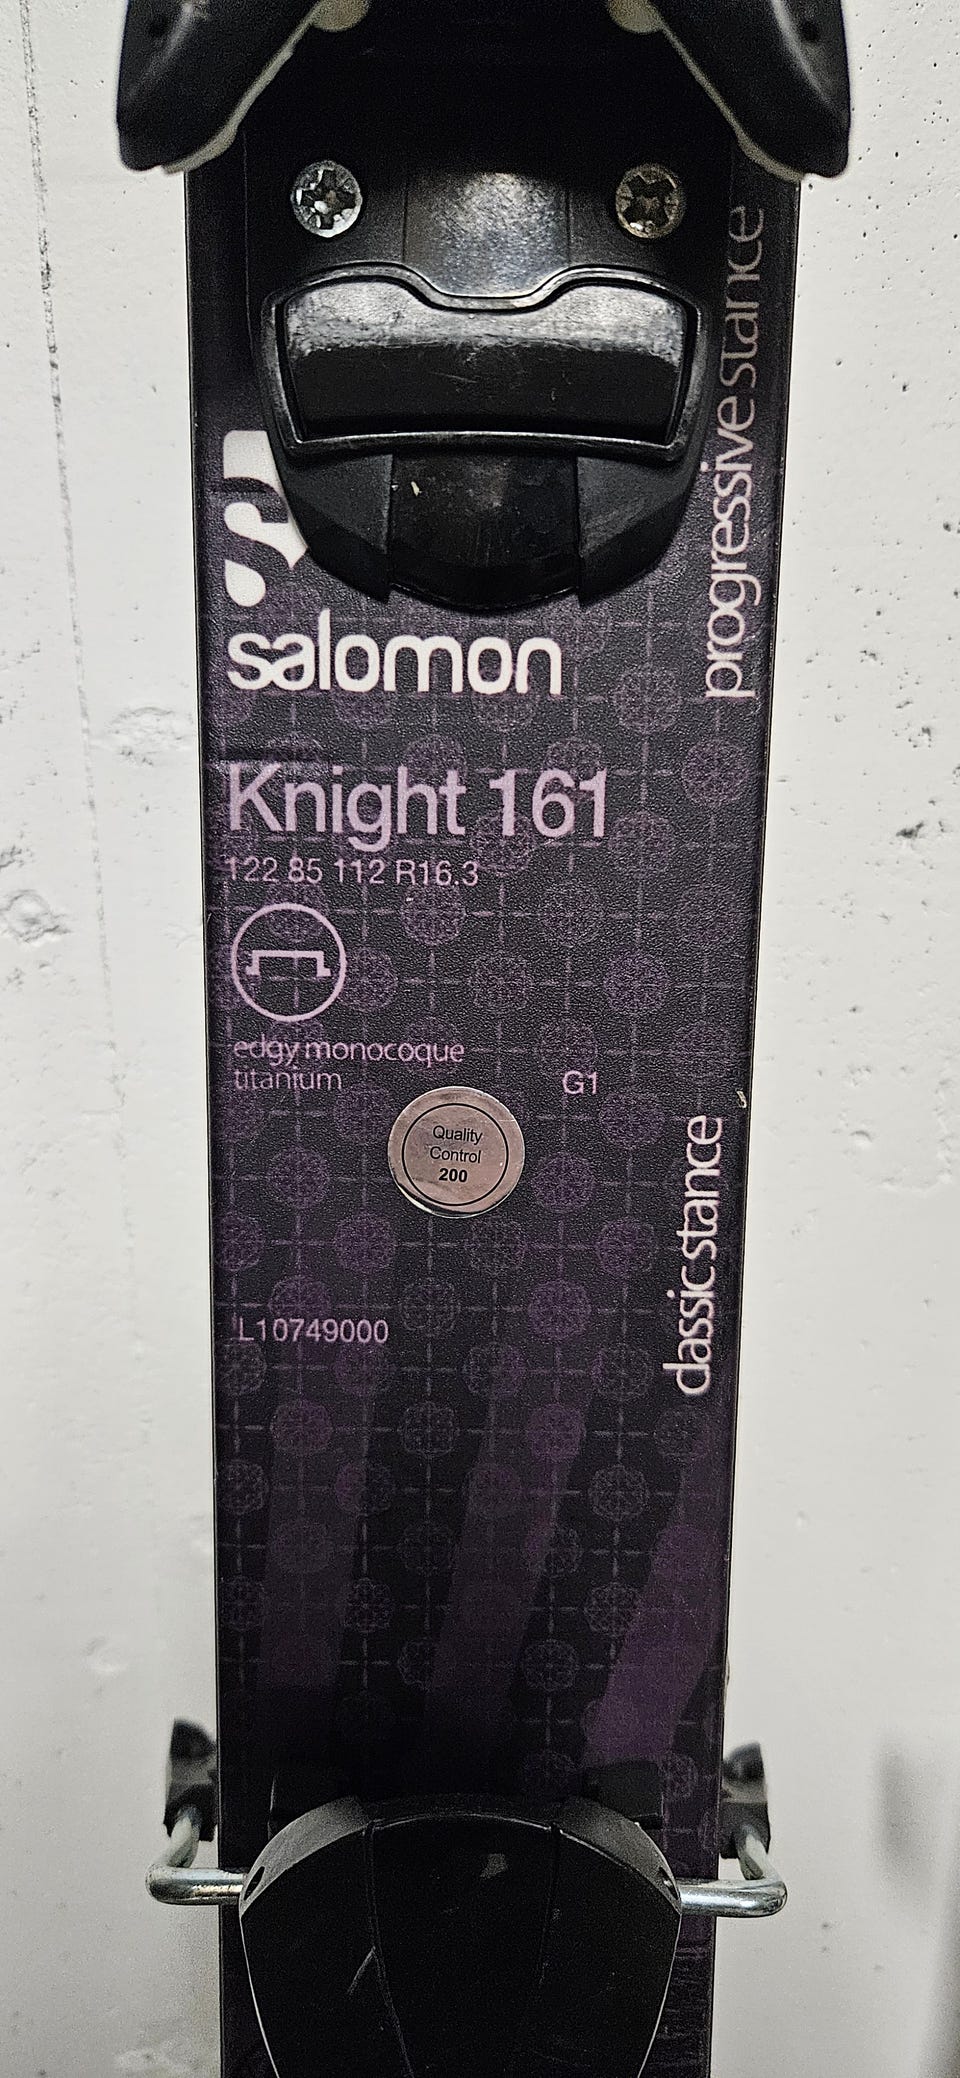 progressive stance
salomon
Knight 161
122 85 112 R16.3
edgy monocoque
titanium
G1
Quality
Control
200
classic stance
L10749000